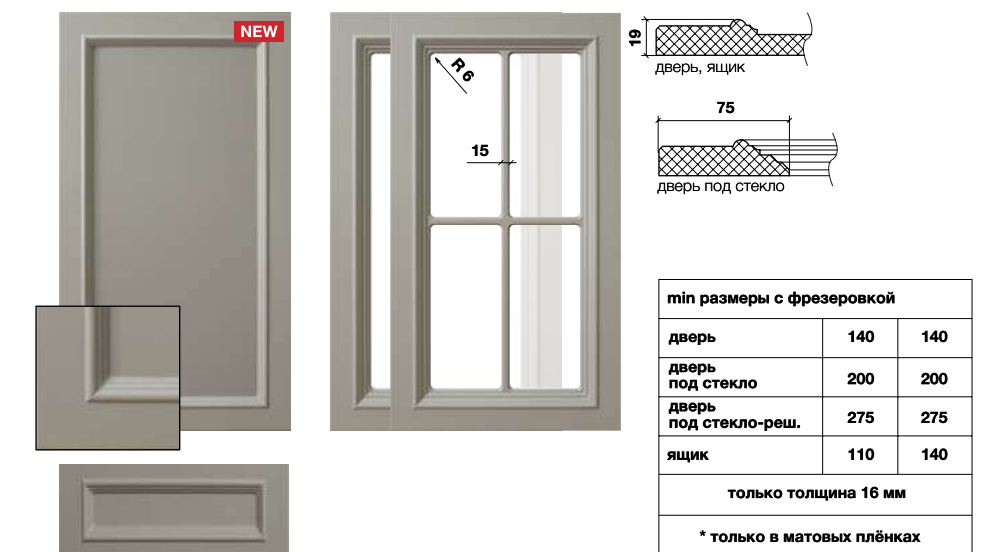 NEW
R 6
15
19
дверь, ящик
75
дверь под стекло
min размеры с фрезеровкой
дверь 140 140
дверь
под стекло 200 200
дверь
под стекло-реш. 275 275
ящик 110 140
только толщина 16 мм
* только в матовых плёнках